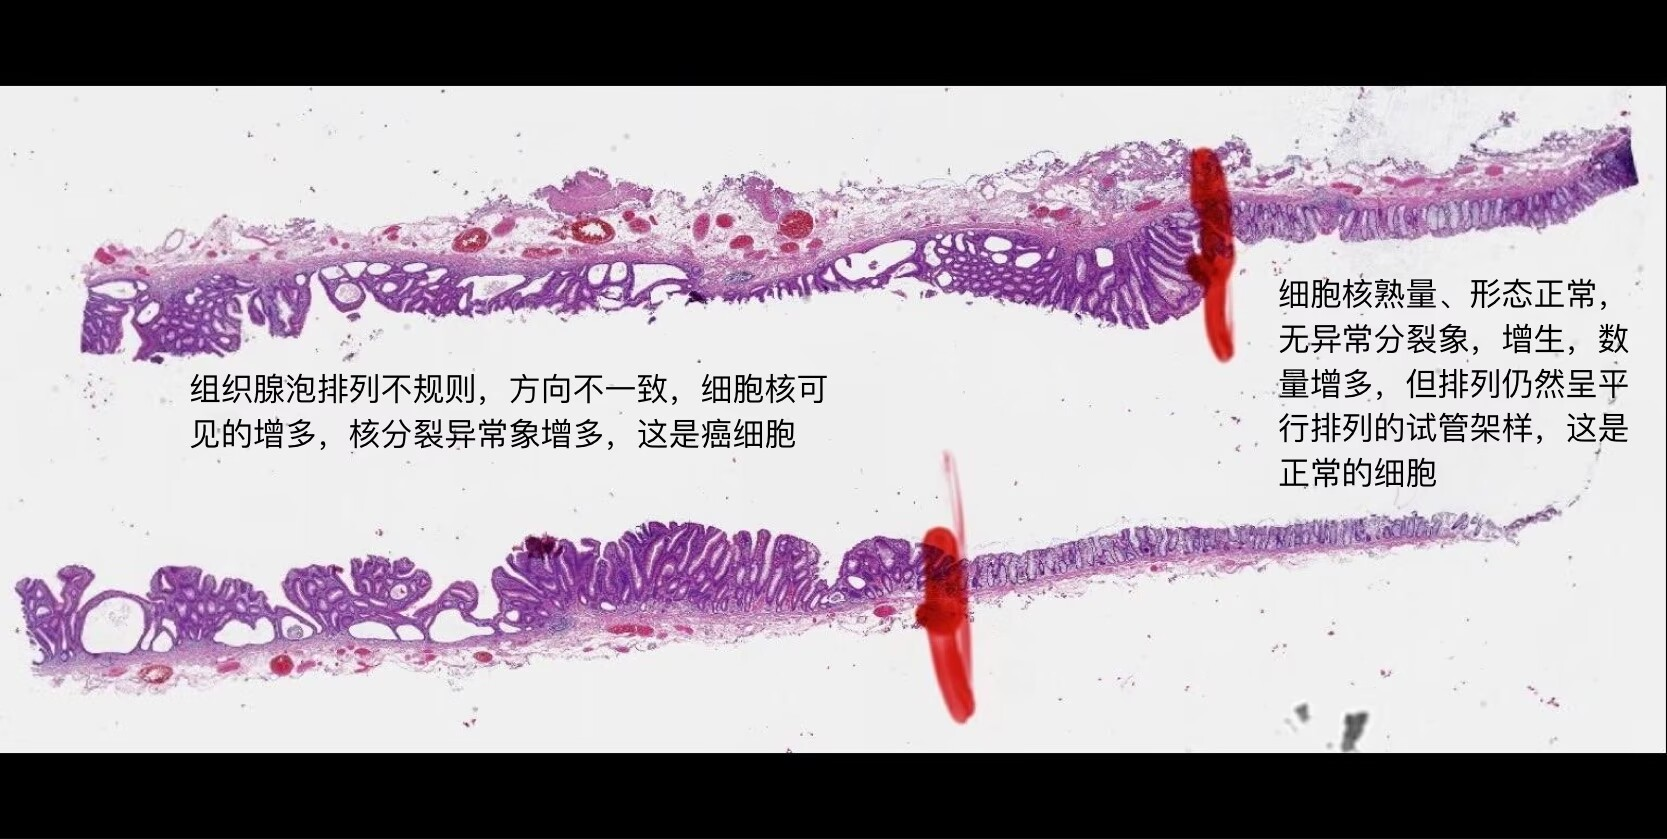 组织腺泡排列不规则，方向不一致，细胞核可
见的增多，核分裂异常象增多，这是癌细胞
细胞核熟量、形态正常，
无异常分裂象，增生，数
量增多，但排列仍然呈平
行排列的试管架样，这是
正常的细胞